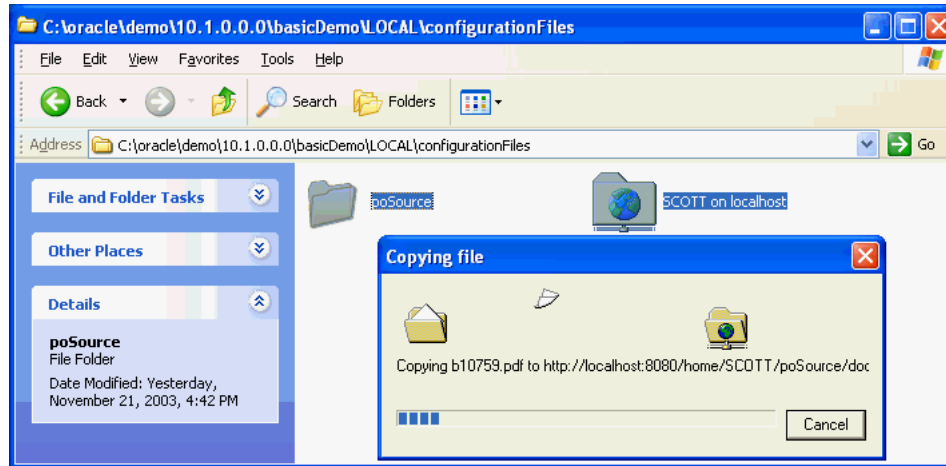 C:\oracle\demo\10.1.0.0.0\basicDemo\LOCAL\configurationFiles
File Edit View Favorites Tools Help
Back Search Folders
Address C:\oracle\demo\10.1.0.0.0\basicDemo\LOCAL\configurationFiles Go
File and Folder Tasks
Other Places
Details
poSource
File Folder
Date Modified: Yesterday,
November 21, 2003, 4:42 PM
poSource SCOTT on localhost
Copying file
Copying b10759.pdf to http://localhost:8080/home/SCOTT/poSource/doc
Cancel